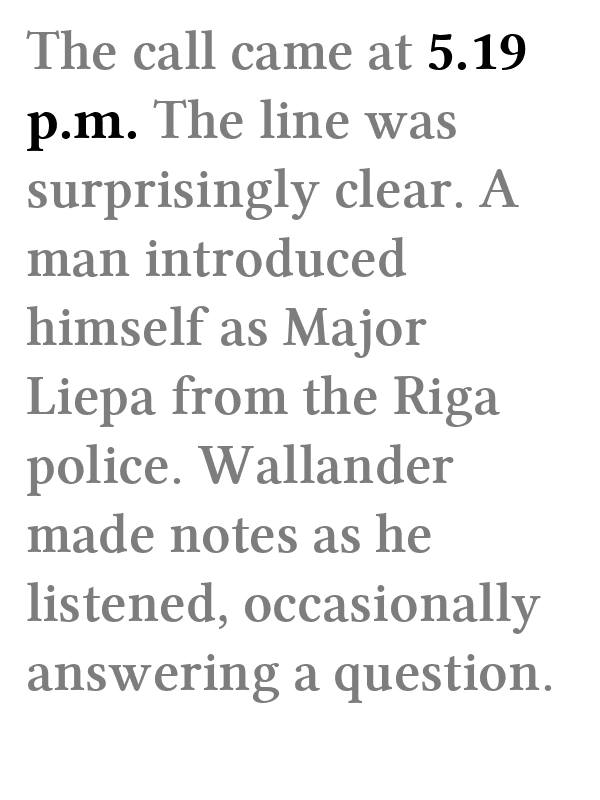 The call came at 5.19
p.m. The line was
surprisingly clear. A
man introduced
himself as Major
Liepa from the Riga
police. Wallander
made notes as he
listened, occasionally
answering a question.